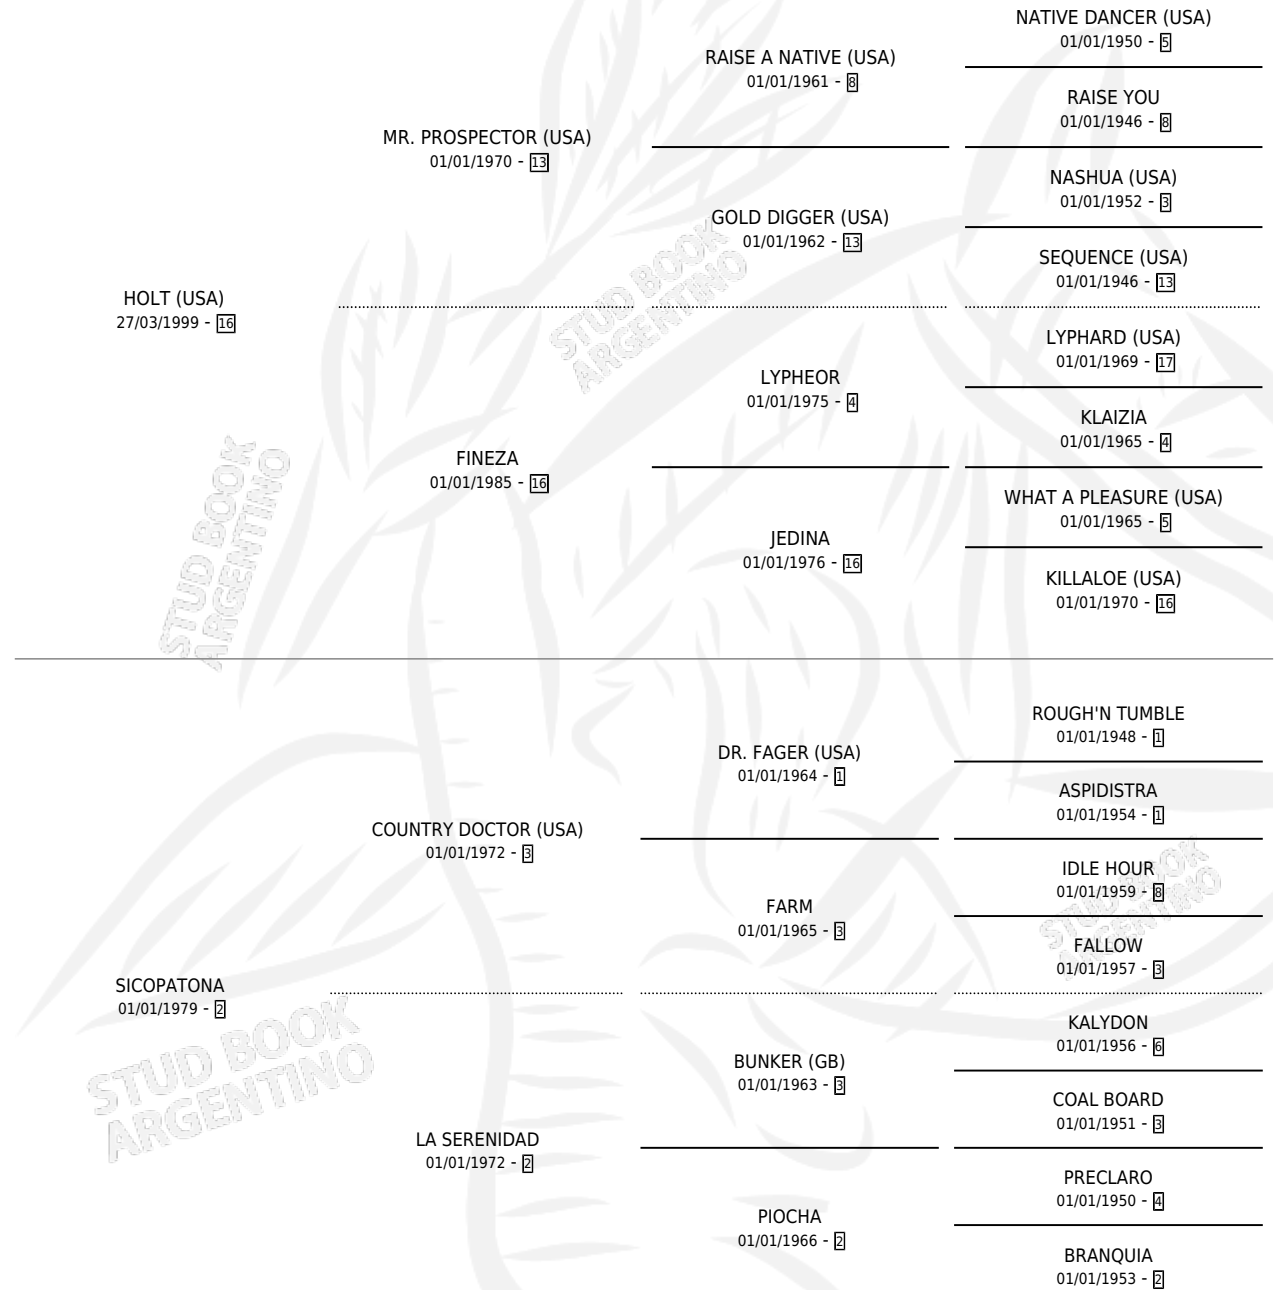 NATIVE DANCER (USA)
01/01/1950 - 5
RAISE A NATIVE (USA)
01/01/1961 - 8
RAISE YOU
01/01/1946 - 8
MR. PROSPECTOR (USA)
01/01/1970 - 13
NASHUA (USA)
01/01/1952 - 3
GOLD DIGGER (USA)
01/01/1962 - 13
SEQUENCE (USA)
01/01/1946 - 13
HOLT (USA)
27/03/1999 - 16
STUD BOOK
ARGENTINO
LYPHARD (USA)
01/01/1969 - 17
LYPHEOR
01/01/1975 - 4
KLAIZIA
01/01/1965 - 4
FINEZA
01/01/1985 - 16
WHAT A PLEASURE (USA)
01/01/1965 - 5
JEDINA
01/01/1976 - 16
KILLALOE (USA)
01/01/1970 - 16
STUD BOOK
ARGENTINO
ROUGH'N TUMBLE
01/01/1948 - 1
DR. FAGER (USA)
01/01/1964 - 1
ASPIDISTRA
01/01/1954 - 1
COUNTRY DOCTOR (USA)
01/01/1972 - 3
IDLE HOUR
01/01/1959 - 8
FARM
01/01/1965 - 3
FALLOW
01/01/1957 - 3
STUD BOOK
ARGENTINO
SICOPATONA
01/01/1979 - 2
KALYDON
01/01/1956 - 6
BUNKER (GB)
01/01/1963 - 3
COAL BOARD
01/01/1951 - 3
STUD BOOK
ARGENTINO
LA SERENIDAD
01/01/1972 - 2
PRECLARO
01/01/1950 - 4
PIOCHA
01/01/1966 - 2
BRANQUIA
01/01/1953 - 2